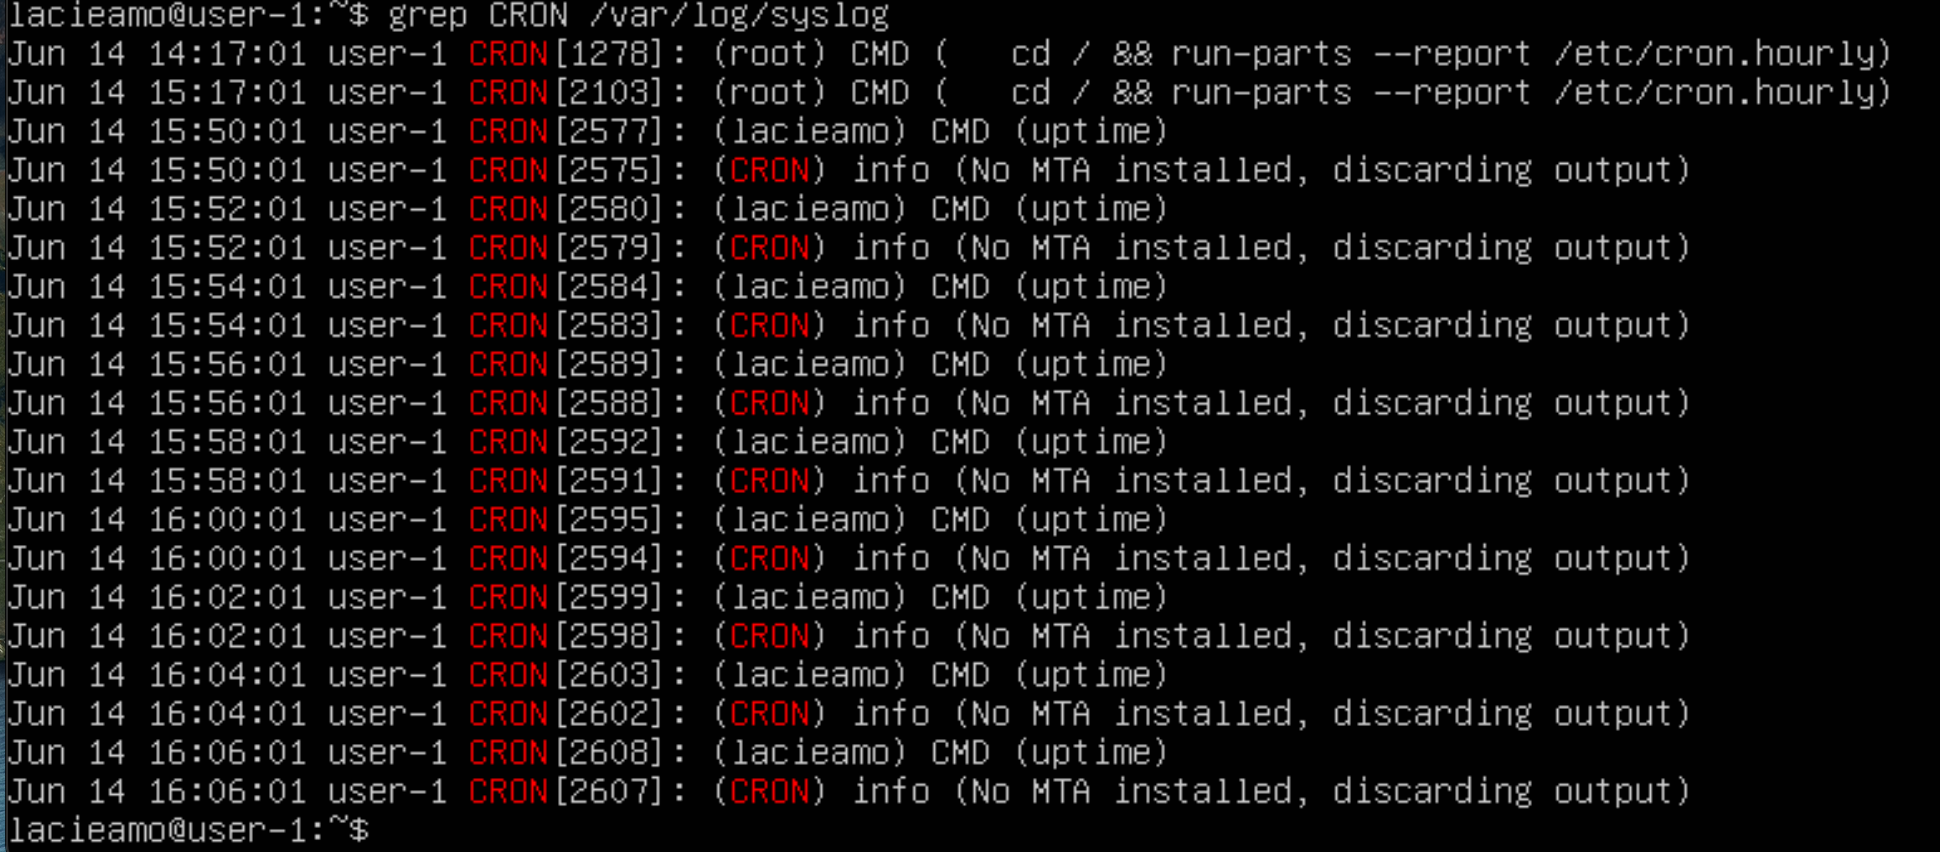 lacieamo@user-1:~$ grep CRON /var/log/syslog
Jun 14 14:17:01 user-1 CRON[1278]: (root) CMD (   cd / && run-parts --report /etc/cron.hourly)
Jun 14 15:17:01 user-1 CRON[2103]: (root) CMD (   cd / && run-parts --report /etc/cron.hourly)
Jun 14 15:50:01 user-1 CRON[2577]: (lacieamo) CMD (uptime)
Jun 14 15:50:01 user-1 CRON[2575]: (CRON) info (No MTA installed, discarding output)
Jun 14 15:52:01 user-1 CRON[2580]: (lacieamo) CMD (uptime)
Jun 14 15:52:01 user-1 CRON[2579]: (CRON) info (No MTA installed, discarding output)
Jun 14 15:54:01 user-1 CRON[2584]: (lacieamo) CMD (uptime)
Jun 14 15:54:01 user-1 CRON[2583]: (CRON) info (No MTA installed, discarding output)
Jun 14 15:56:01 user-1 CRON[2589]: (lacieamo) CMD (uptime)
Jun 14 15:56:01 user-1 CRON[2588]: (CRON) info (No MTA installed, discarding output)
Jun 14 15:58:01 user-1 CRON[2592]: (lacieamo) CMD (uptime)
Jun 14 15:58:01 user-1 CRON[2591]: (CRON) info (No MTA installed, discarding output)
Jun 14 16:00:01 user-1 CRON[2595]: (lacieamo) CMD (uptime)
Jun 14 16:00:01 user-1 CRON[2594]: (CRON) info (No MTA installed, discarding output)
Jun 14 16:02:01 user-1 CRON[2599]: (lacieamo) CMD (uptime)
Jun 14 16:02:01 user-1 CRON[2598]: (CRON) info (No MTA installed, discarding output)
Jun 14 16:04:01 user-1 CRON[2603]: (lacieamo) CMD (uptime)
Jun 14 16:04:01 user-1 CRON[2602]: (CRON) info (No MTA installed, discarding output)
Jun 14 16:06:01 user-1 CRON[2608]: (lacieamo) CMD (uptime)
Jun 14 16:06:01 user-1 CRON[2607]: (CRON) info (No MTA installed, discarding output)
lacieamo@user-1:~$